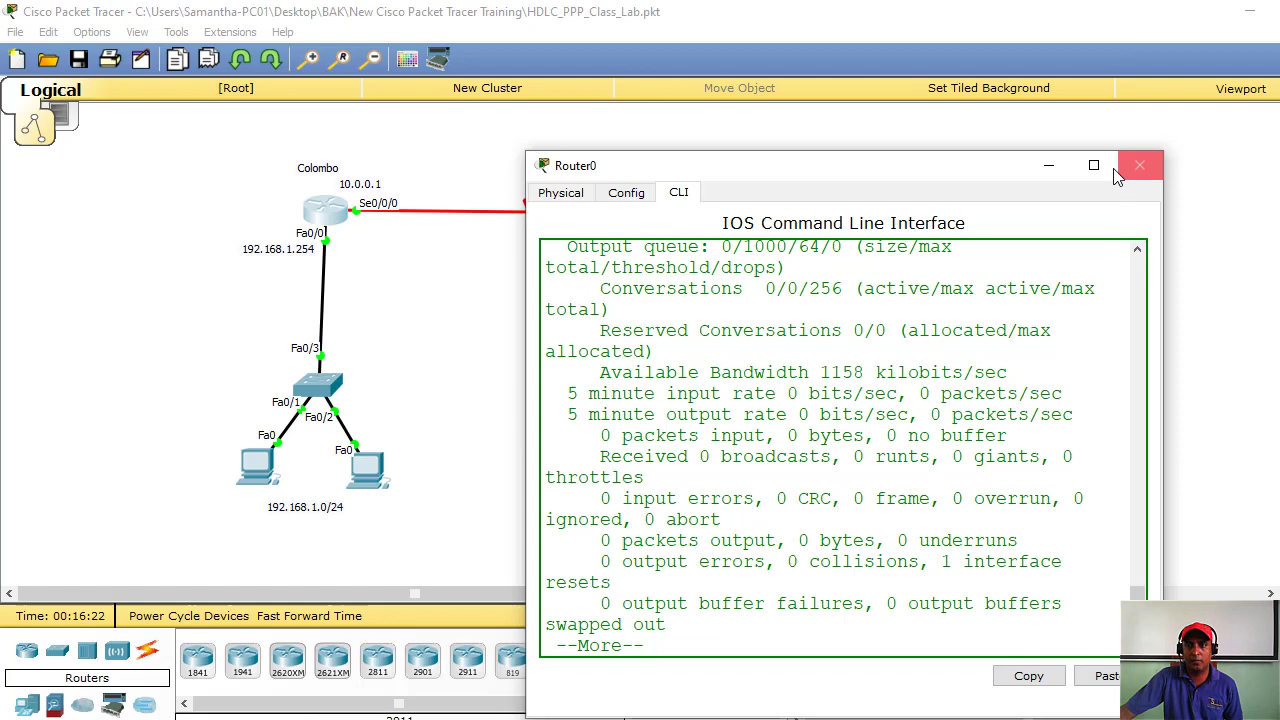 Cisco Packet Tracer - C:\Users\Samantha-PC01\Desktop\BAK\New Cisco Packet Tracer Training\HDLC_PPP_Class_Lab.pkt
File Edit Options View Tools Extensions Help
Logical [Root] New Cluster Move Object Set Tiled Background Viewport
Colombo
10.0.0.1
Se0/0/0
Fa0/0
192.168.1.254
Fa0/3
Fa0/1
Fa0/2
Fa0
Fa0
192.168.1.0/24
Router0
Physical Config CLI
IOS Command Line Interface
Output queue: 0/1000/64/0 (size/max
total/threshold/drops)
Conversations 0/0/256 (active/max active/max
total)
Reserved Conversations 0/0 (allocated/max
allocated)
Available Bandwidth 1158 kilobits/sec
5 minute input rate 0 bits/sec, 0 packets/sec
5 minute output rate 0 bits/sec, 0 packets/sec
0 packets input, 0 bytes, 0 no buffer
Received 0 broadcasts, 0 runts, 0 giants, 0
throttles
0 input errors, 0 CRC, 0 frame, 0 overrun, 0
ignored, 0 abort
0 packets output, 0 bytes, 0 underruns
0 output errors, 0 collisions, 1 interface
resets
0 output buffer failures, 0 output buffers
swapped out
--More--
Copy Past
Time: 00:16:22 Power Cycle Devices Fast Forward Time
Routers
1841 1941 2620XM 2621XM 2811 2901 2911 819
2911